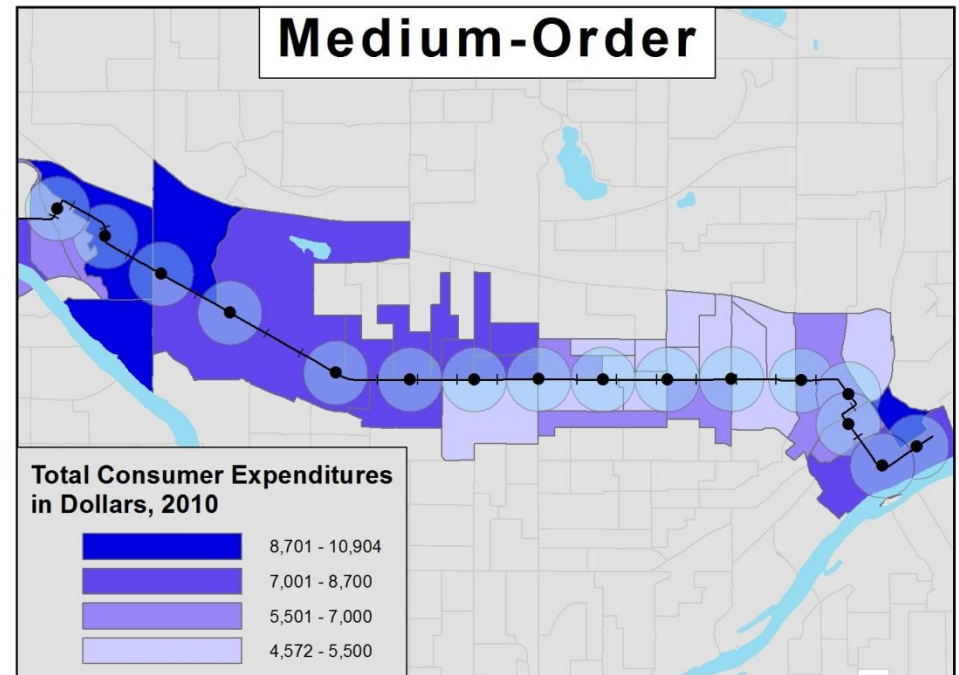 Medium-Order
Total Consumer Expenditures
in Dollars, 2010
8,701 - 10,904
7,001 - 8,700
5,501 - 7,000
4,572 - 5,500